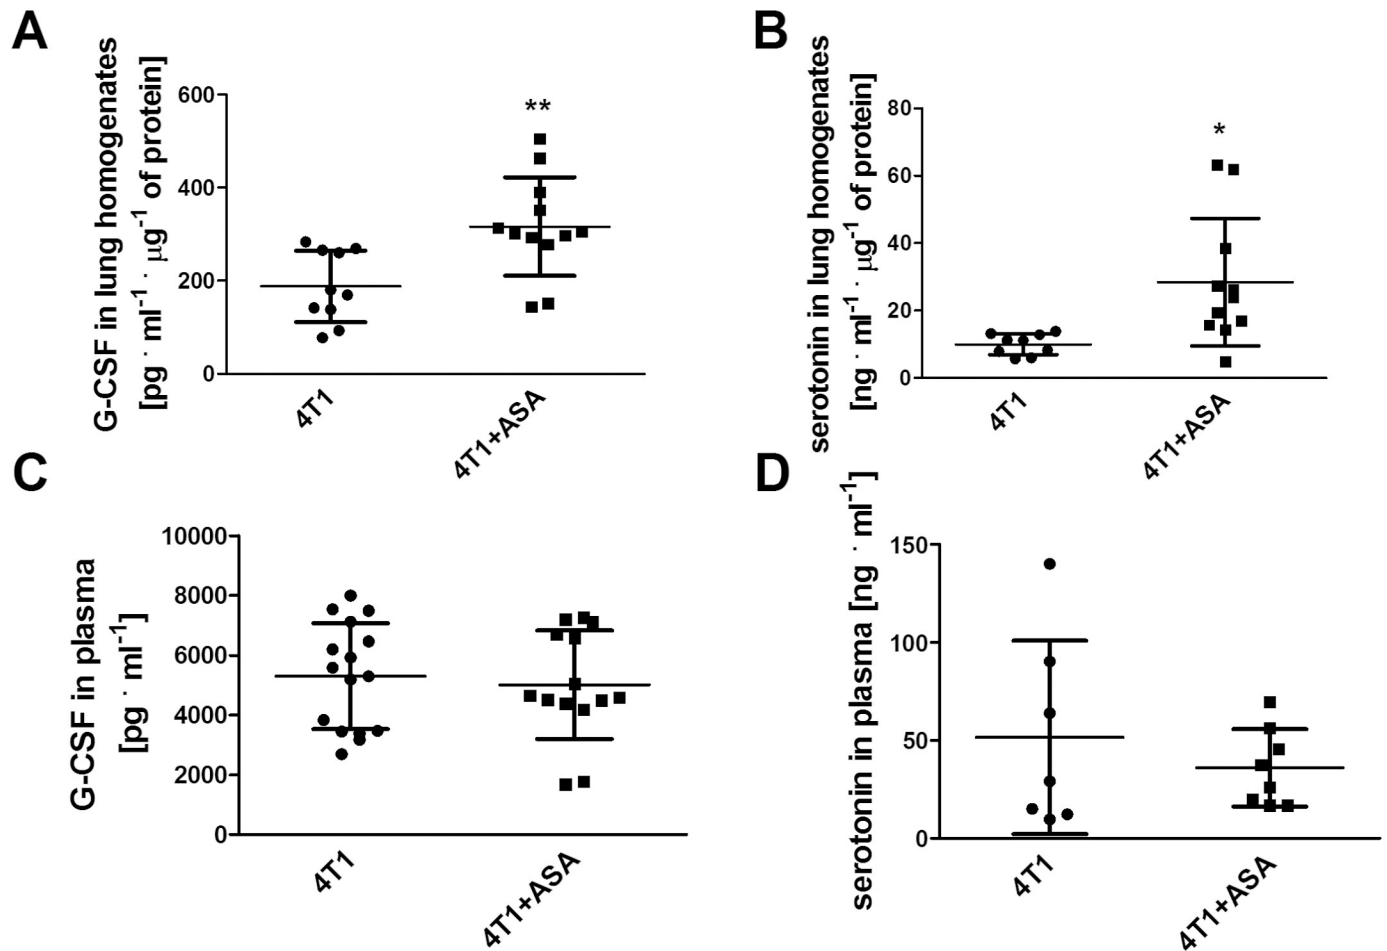 A
G-CSF in lung homogenates
[pg · ml⁻¹ · μg⁻¹ of protein]
600
400
200
0
**
4T1
4T1+ASA
B
serotonin in lung homogenates
[ng · ml⁻¹ · μg⁻¹ of protein]
80
60
40
20
0
*
4T1
4T1+ASA
C
G-CSF in plasma
[pg · ml⁻¹]
10000
8000
6000
4000
2000
0
4T1
4T1+ASA
D
serotonin in plasma [ng · ml⁻¹]
150
100
50
0
4T1
4T1+ASA